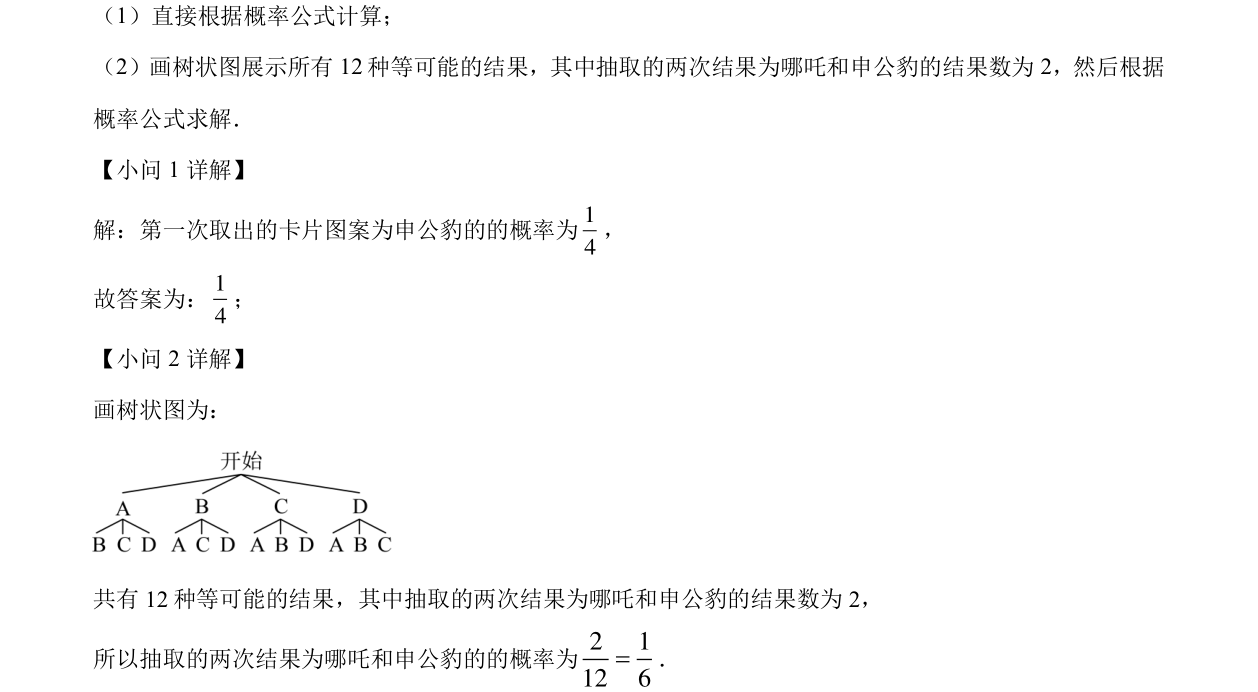 （1）直接根据概率公式计算；
（2）画树状图展示所有 12 种等可能的结果，其中抽取的两次结果为哪吒和申公豹的结果数为 2，然后根据
概率公式求解．
【小问 1 详解】
解：第一次取出的卡片图案为申公豹的的概率为 1/4，
故答案为：1/4；
【小问 2 详解】
画树状图为：
开始
A B C D
B C D A C D A B D A B C
共有 12 种等可能的结果，其中抽取的两次结果为哪吒和申公豹的结果数为 2，
所以抽取的两次结果为哪吒和申公豹的的概率为 2/12 = 1/6．